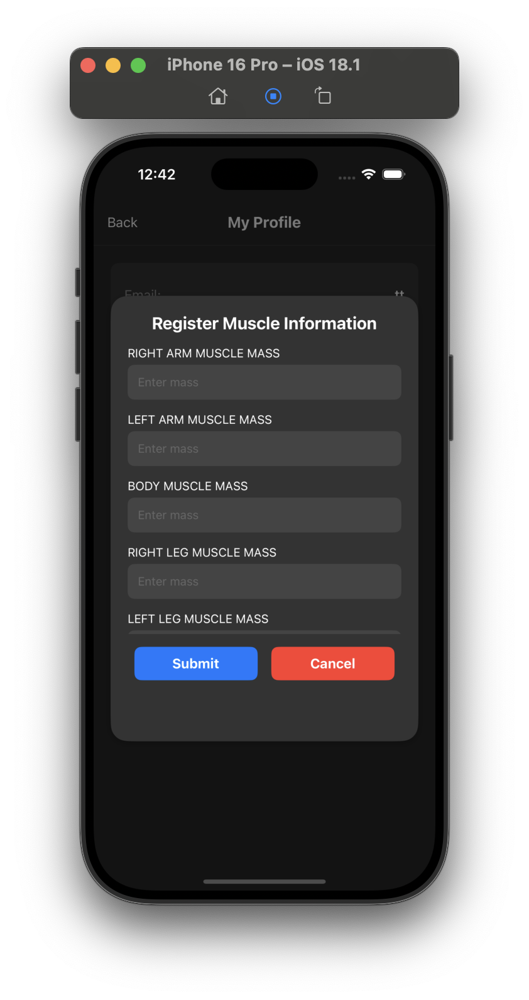 iPhone 16 Pro – iOS 18.1
12:42
Back
My Profile
Email:
tt
Register Muscle Information
RIGHT ARM MUSCLE MASS
Enter mass
LEFT ARM MUSCLE MASS
Enter mass
BODY MUSCLE MASS
Enter mass
RIGHT LEG MUSCLE MASS
Enter mass
LEFT LEG MUSCLE MASS
Submit
Cancel